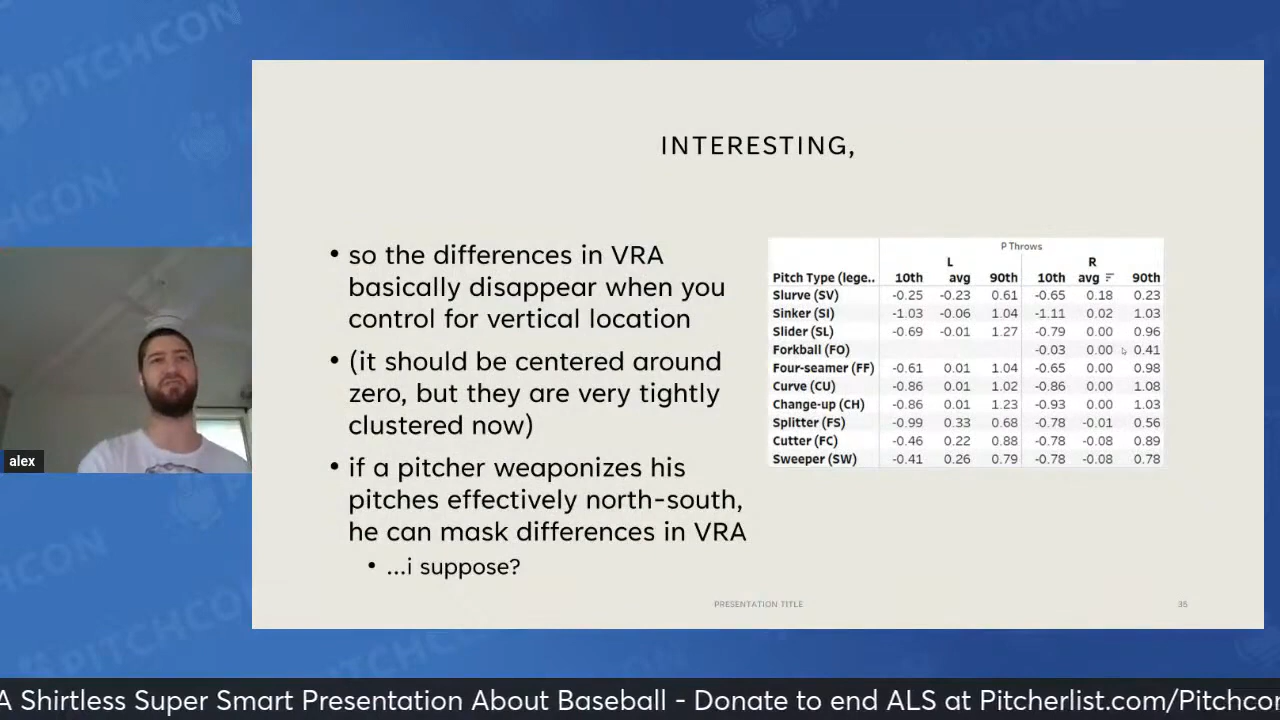 PITCHCON
INTERESTING,
• so the differences in VRA
basically disappear when you
control for vertical location
• (it should be centered around
zero, but they are very tightly
clustered now)
• if a pitcher weaponizes his
pitches effectively north-south,
he can mask differences in VRA
• ...i suppose?
P Throws
L R
Pitch Type (lege.. 10th avg 90th 10th avg 90th
Slurve (SV) -0.25 -0.23 0.61 -0.65 0.18 0.23
Sinker (SI) -1.03 -0.06 1.04 -1.11 0.02 1.03
Slider (SL) -0.69 -0.01 1.27 -0.79 0.00 0.96
Forkball (FO) -0.03 0.00 0.41
Four-seamer (FF) -0.61 0.01 1.04 -0.65 0.00 0.98
Curve (CU) -0.86 0.01 1.02 -0.86 0.00 1.08
Change-up (CH) -0.86 0.01 1.23 -0.93 0.00 1.03
Splitter (FS) -0.99 0.33 0.68 -0.78 -0.01 0.56
Cutter (FC) -0.46 0.22 0.88 -0.78 -0.08 0.89
Sweeper (SW) -0.41 0.26 0.79 -0.78 -0.08 0.78
alex
PRESENTATION TITLE 35
A Shirtless Super Smart Presentation About Baseball - Donate to end ALS at Pitcherlist.com/Pitchcon